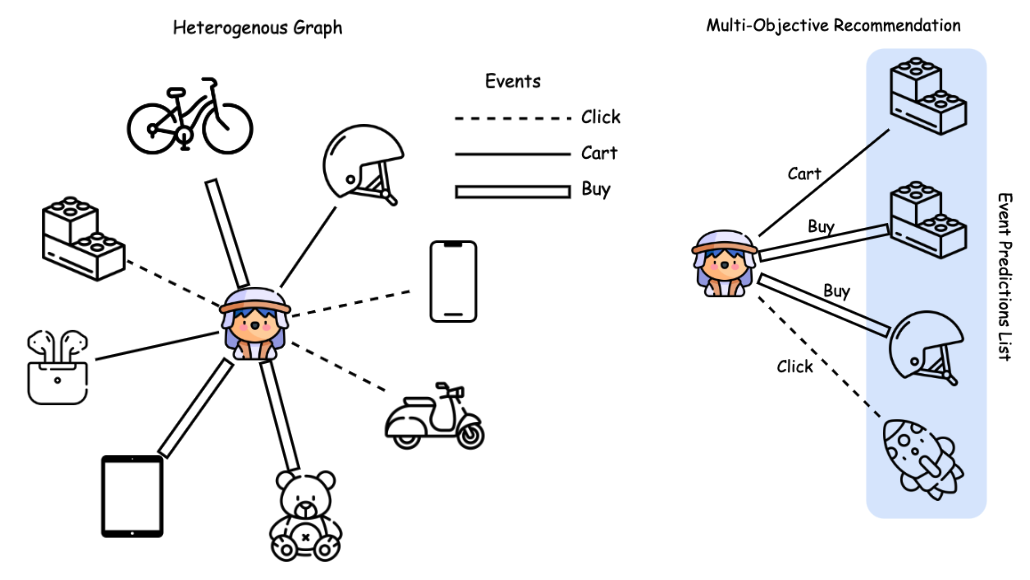 Heterogenous Graph
Multi-Objective Recommendation
Events
Click
Cart
Buy
Cart
Buy
Buy
Click
Event Predictions List